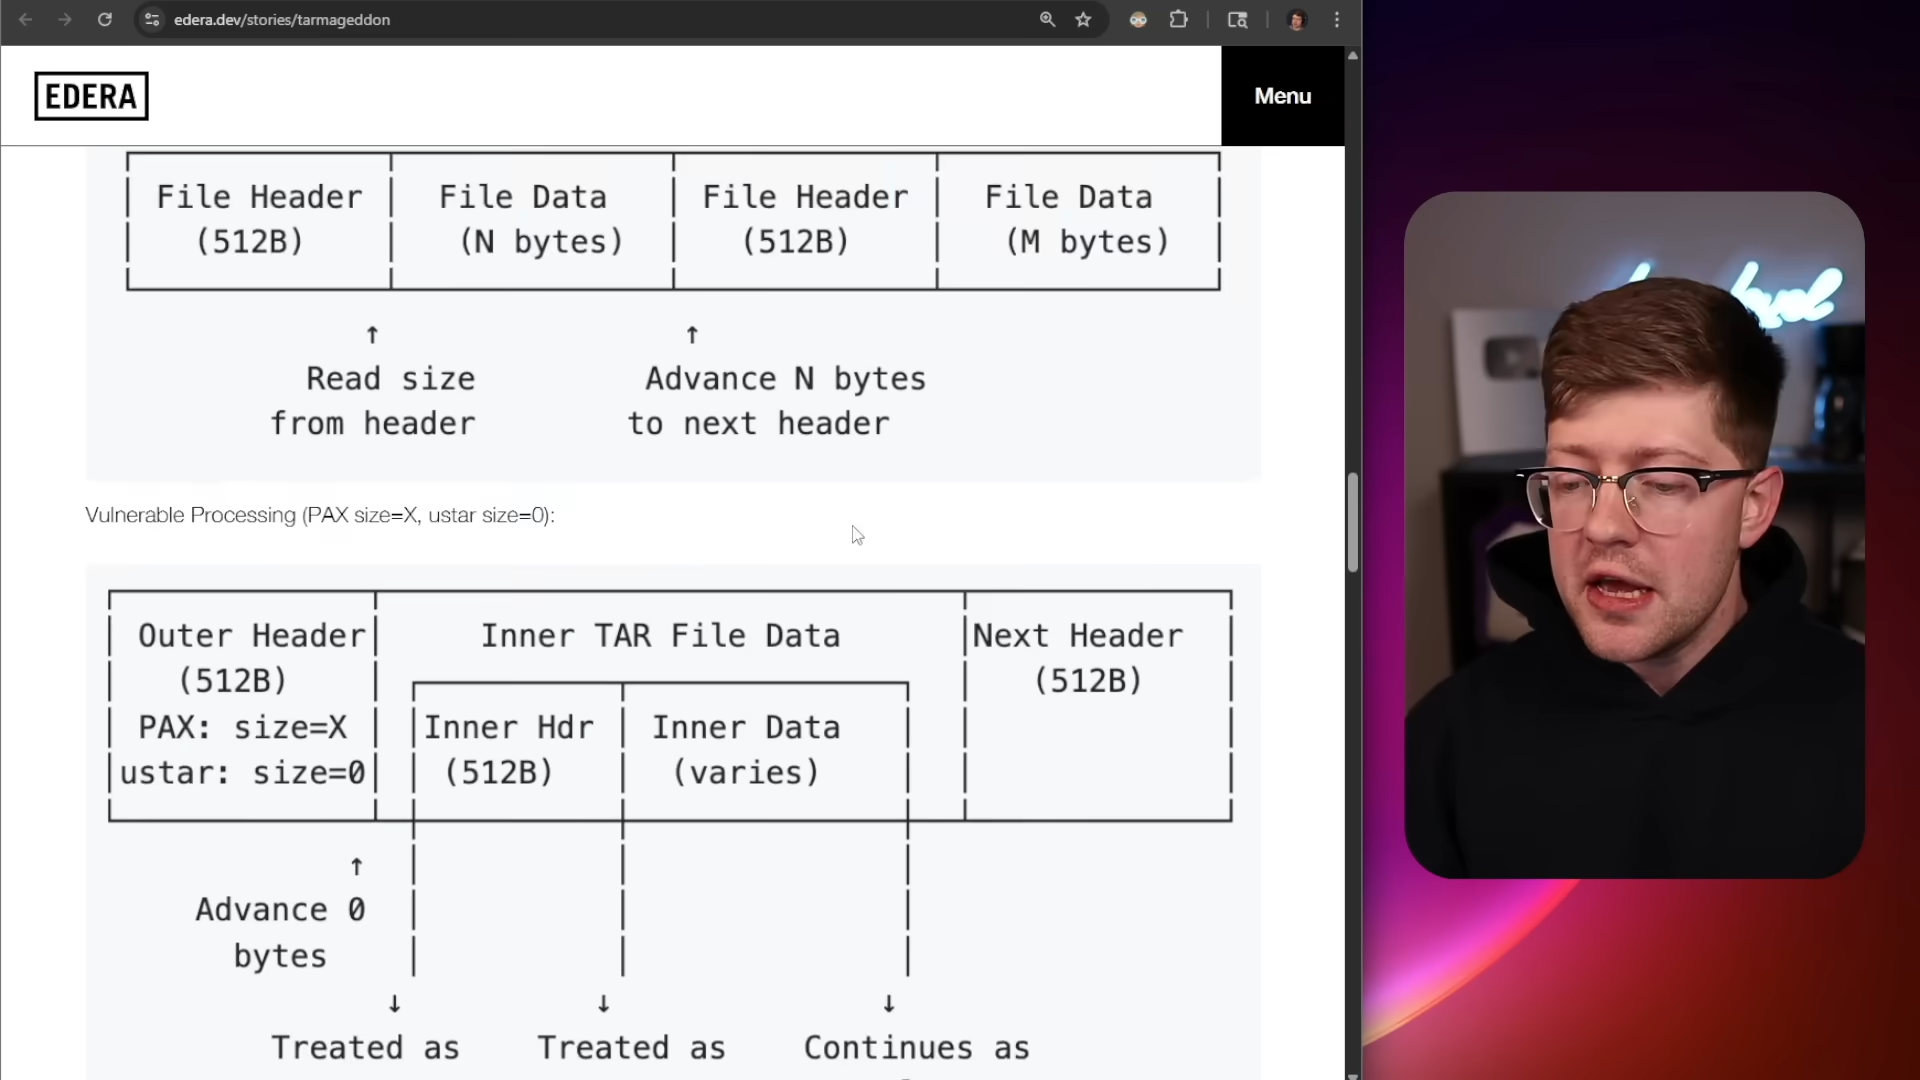 edera.dev/stories/tarmageddon
EDERA
Menu
File Header File Data File Header File Data
(512B) (N bytes) (512B) (M bytes)
↑ ↑
Read size Advance N bytes
from header to next header
Vulnerable Processing (PAX size=X, ustar size=0):
Outer Header Inner TAR File Data Next Header
(512B) (512B)
PAX: size=X Inner Hdr Inner Data
ustar: size=0 (512B) (varies)
↑
Advance 0
bytes
↓ ↓ ↓
Treated as Treated as Continues as